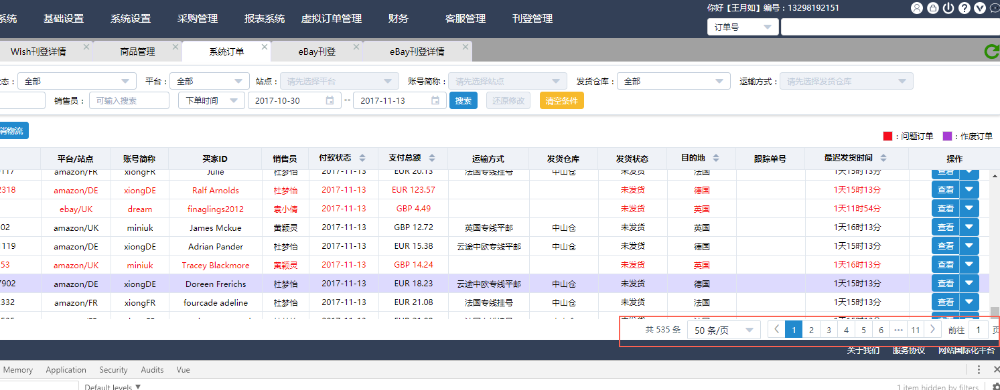 系统 基础设置 系统设置 采购管理 报表系统 虚拟订单管理 财务 客服管理 刊登管理 你好【王月如】编号：13298192151
订单号
Wish刊登详情 商品管理 系统订单 eBay刊登 eBay刊登详情
态： 全部 平台： 全部 站点： 请先选择平台 账号简称： 请先选择站点 发货仓库： 全部 运输方式： 请先选择发货仓库
销售员： 可输入搜索 下单时间 2017-10-30 -- 2017-11-13 搜索 还原修改 清空条件
消物流
：问题订单 ：作废订单
平台/站点 账号简称 买家ID 销售员 付款状态 支付总额 运输方式 发货仓库 发货状态 目的地 跟踪单号 最迟发货时间 操作
117 amazon/FR xiongFR Julie 杜梦怡 2017-11-13 EUR 20.13 法国专线挂号 中山仓 未发货 法国 1天15时13分 查看
2318 amazon/DE xiongDE Ralf Arnolds 杜梦怡 2017-11-13 EUR 123.57 未发货 德国 1天15时13分 查看
ebay/UK dream finaglings2012 袁小倩 2017-11-13 GBP 4.49 未发货 英国 1天11时54分 查看
02 amazon/UK miniuk James Mckue 黄颖灵 2017-11-13 GBP 12.72 英国专线平邮 中山仓 未发货 英国 1天16时13分 查看
119 amazon/DE xiongDE Adrian Pander 杜梦怡 2017-11-13 EUR 15.38 云途中欧专线平邮 中山仓 未发货 德国 1天15时13分 查看
53 amazon/UK miniuk Tracey Blackmore 黄颖灵 2017-11-13 GBP 14.24 未发货 英国 1天16时13分 查看
7902 amazon/DE xiongDE Doreen Frerichs 杜梦怡 2017-11-13 EUR 18.23 云途中欧专线平邮 中山仓 未发货 德国 1天15时13分 查看
332 amazon/FR xiongFR fourcade adeline 杜梦怡 2017-11-13 EUR 21.08 法国专线挂号 中山仓 未发货 法国 1天15时13分 查看
共 535 条 50 条/页 1 2 3 4 5 6 ••• 11 前往 1 页
关于我们 服务协议 网站国际化平台
Memory Application Security Audits Vue
Default levels 1 item hidden by filters